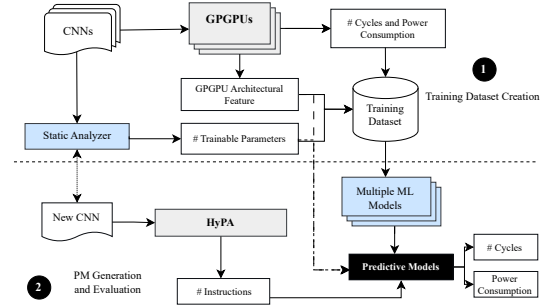 CNNs
GPGPUs
# Cycles and Power
Consumption
1
Training Dataset Creation
GPGPU Architectural
Feature
Training
Dataset
Static Analyzer
# Trainable Parameters
Multiple ML
Models
New CNN
HyPA
# Cycles
Predictive Models
2
PM Generation
and Evaluation
# Instructions
Power
Consumption